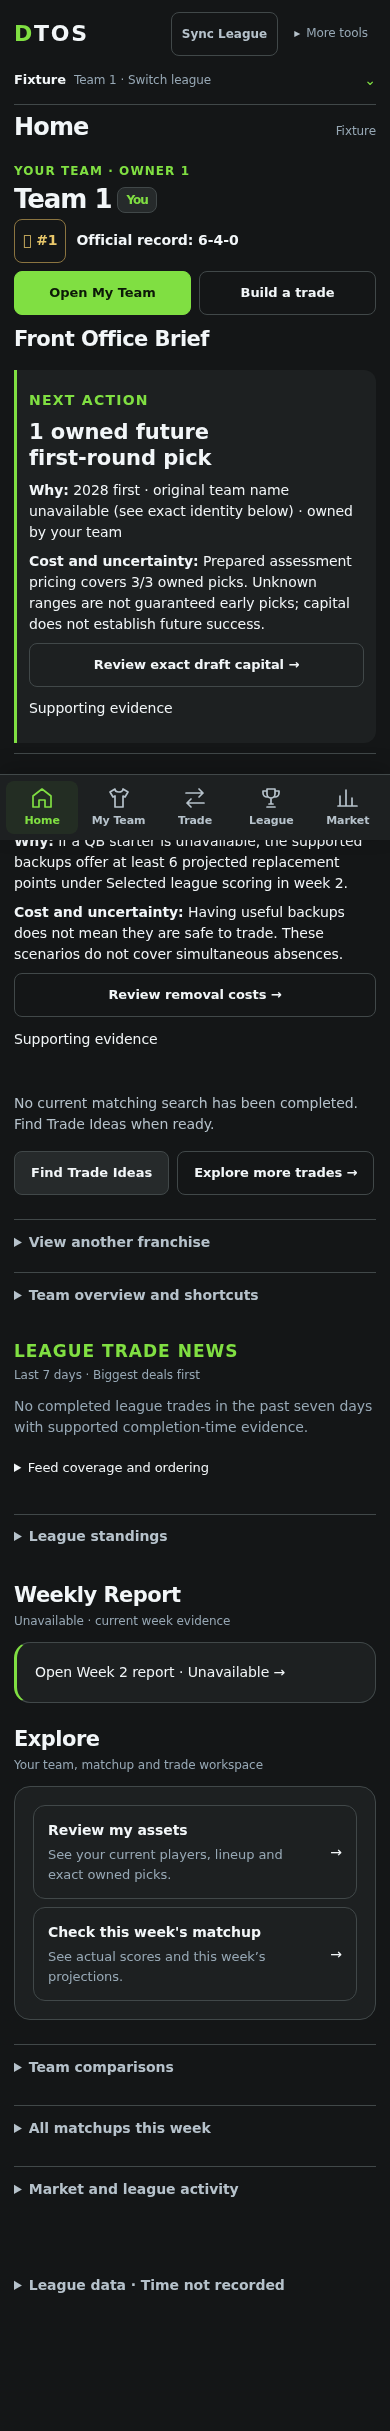 DTOS
Sync League
▸ More tools
Fixture Team 1 · Switch league
Home
Fixture
YOUR TEAM · OWNER 1
Team 1 You
#1 Official record: 6-4-0
Open My Team
Build a trade
Front Office Brief
NEXT ACTION
1 owned future
first-round pick
Why: 2028 first · original team name
unavailable (see exact identity below) · owned
by your team
Cost and uncertainty: Prepared assessment
pricing covers 3/3 owned picks. Unknown
ranges are not guaranteed early picks; capital
does not establish future success.
Review exact draft capital →
Supporting evidence
Home
My Team
Trade
League
Market
Why: If a QB starter is unavailable, the supported
backups offer at least 6 projected replacement
points under Selected league scoring in week 2.
Cost and uncertainty: Having useful backups
does not mean they are safe to trade. These
scenarios do not cover simultaneous absences.
Review removal costs →
Supporting evidence
No current matching search has been completed.
Find Trade Ideas when ready.
Find Trade Ideas
Explore more trades →
▸ View another franchise
▸ Team overview and shortcuts
LEAGUE TRADE NEWS
Last 7 days · Biggest deals first
No completed league trades in the past seven days
with supported completion-time evidence.
▸ Feed coverage and ordering
▸ League standings
Weekly Report
Unavailable · current week evidence
Open Week 2 report · Unavailable →
Explore
Your team, matchup and trade workspace
Review my assets
See your current players, lineup and
exact owned picks.
→
Check this week's matchup
See actual scores and this week’s
projections.
→
▸ Team comparisons
▸ All matchups this week
▸ Market and league activity
▸ League data · Time not recorded